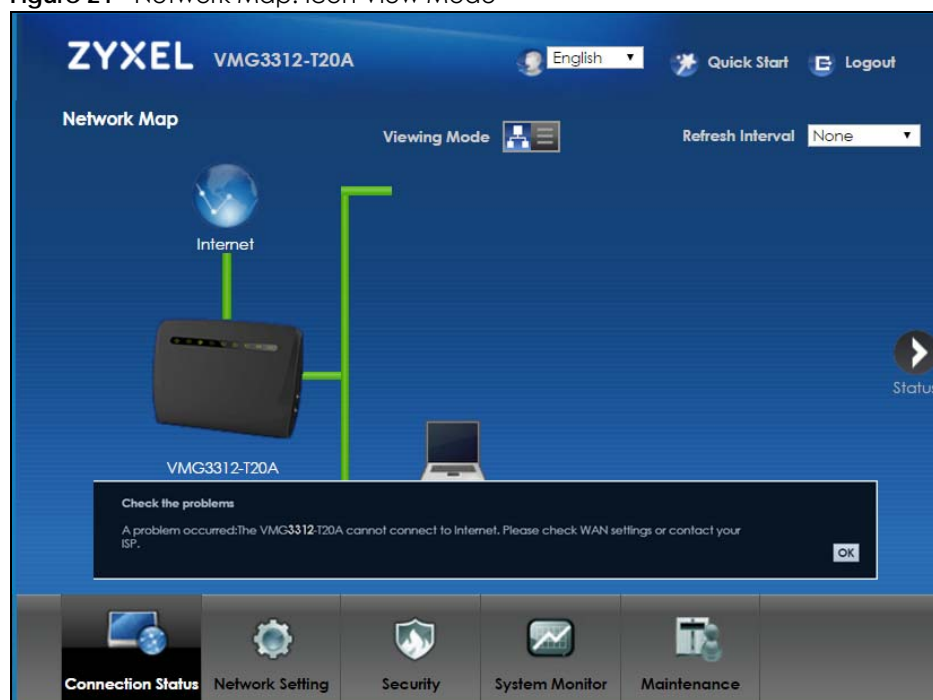 Figure 21 Network Map: Icon View Mode
ZYXEL VMG3312-T20A
English
Quick Start
Logout
Network Map
Viewing Mode
Refresh Interval
None
Internet
Status
VMG3312-T20A
Check the problems
A problem occurred:The VMG3312-T20A cannot connect to Internet. Please check WAN settings or contact your
ISP.
OK
Connection Status
Network Setting
Security
System Monitor
Maintenance